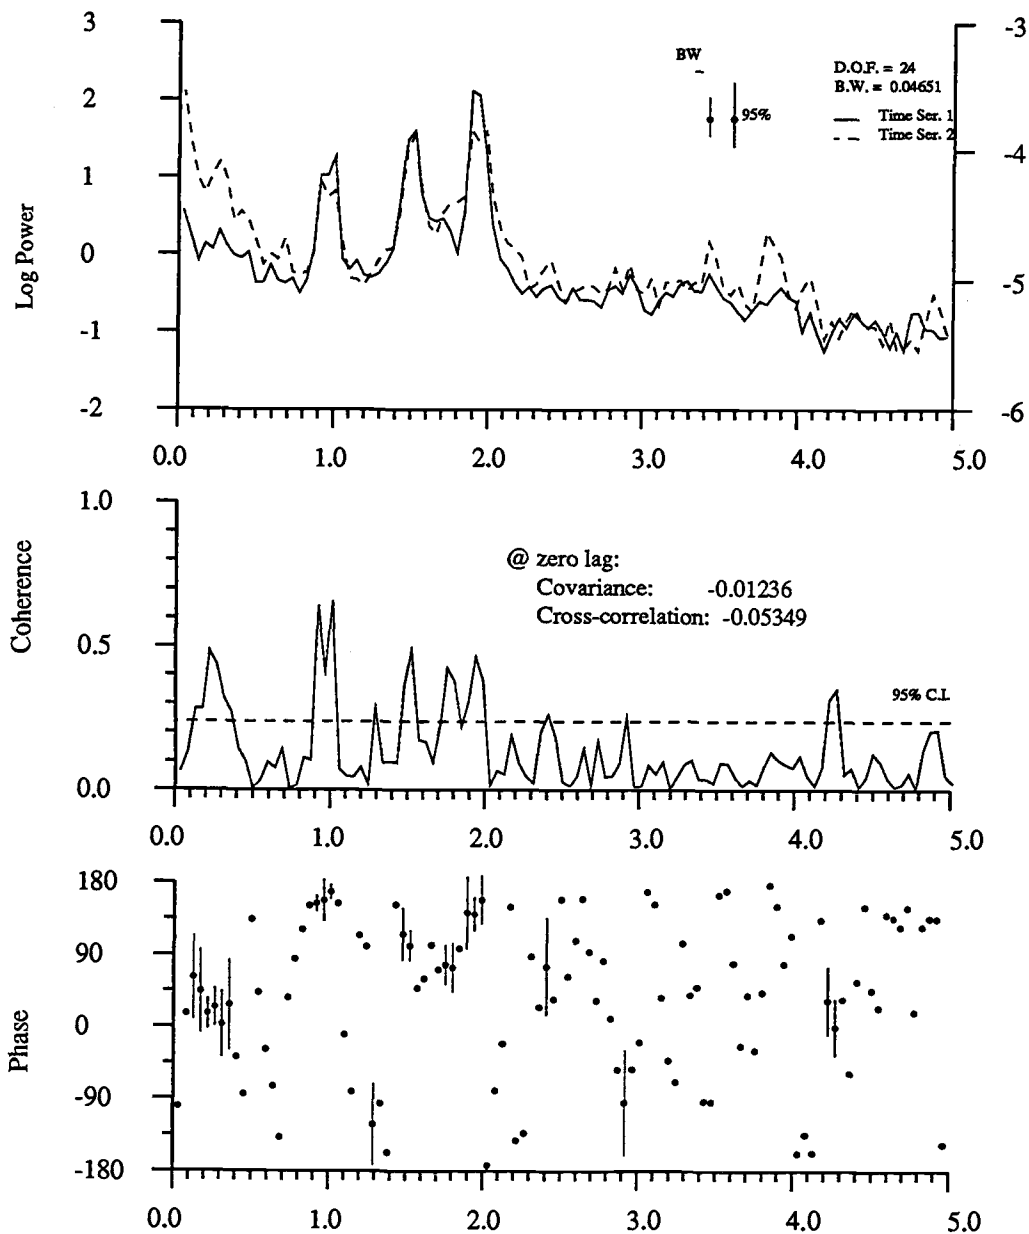 3
2
1
0
-1
-2
Log Power
-3
-4
-5
-6
BW
95%
D.O.F. = 24
B.W. = 0.04651
Time Ser. 1
Time Ser. 2
0.0 1.0 2.0 3.0 4.0 5.0
1.0
0.5
0.0
Coherence
@ zero lag:
Covariance: -0.01236
Cross-correlation: -0.05349
95% C.I.
0.0 1.0 2.0 3.0 4.0 5.0
180
90
0
-90
-180
Phase
0.0 1.0 2.0 3.0 4.0 5.0